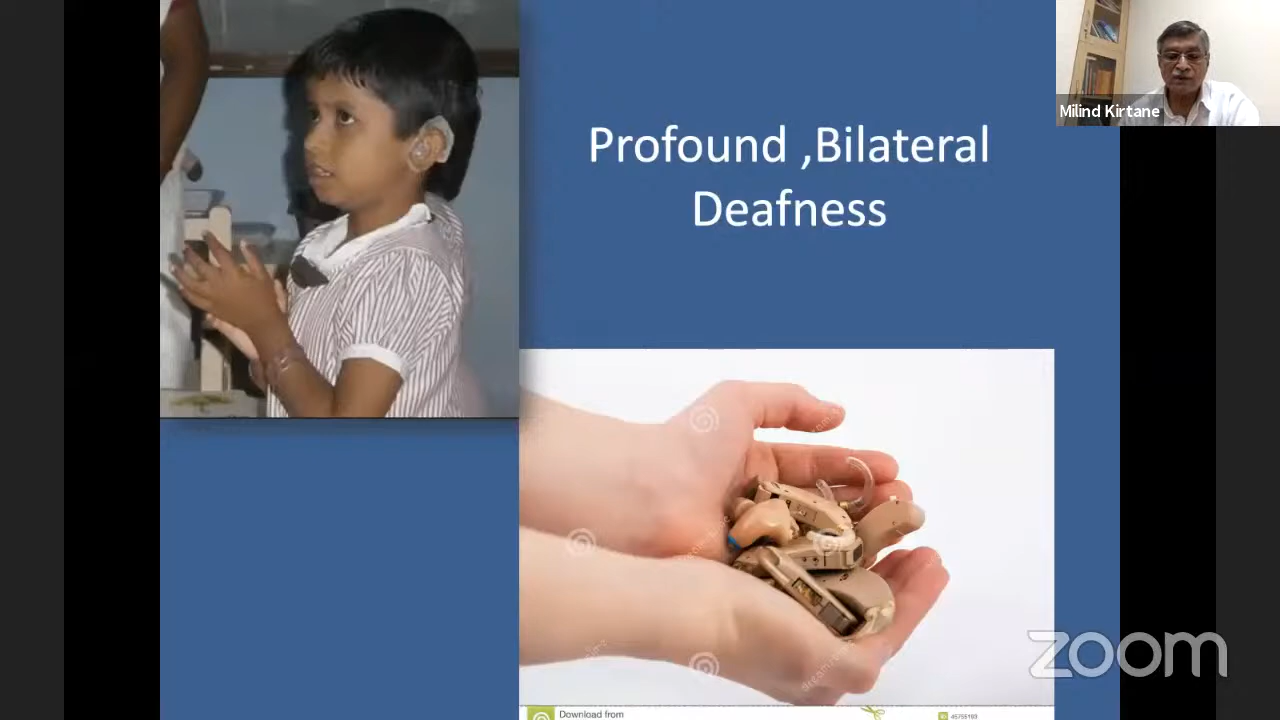 Milind Kirtane
Profound ,Bilateral
Deafness
zoom
Download from